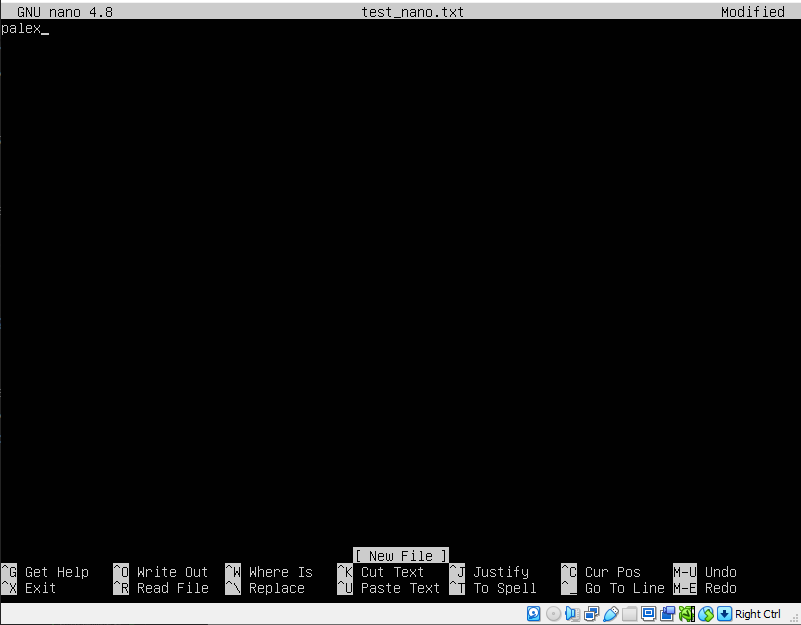 GNU nano 4.8 test_nano.txt Modified
palex_
[ New File ]
^G Get Help ^O Write Out ^W Where Is ^K Cut Text ^J Justify ^C Cur Pos M-U Undo
^X Exit ^R Read File ^\ Replace ^U Paste Text ^T To Spell ^_ Go To Line M-E Redo
Right Ctrl